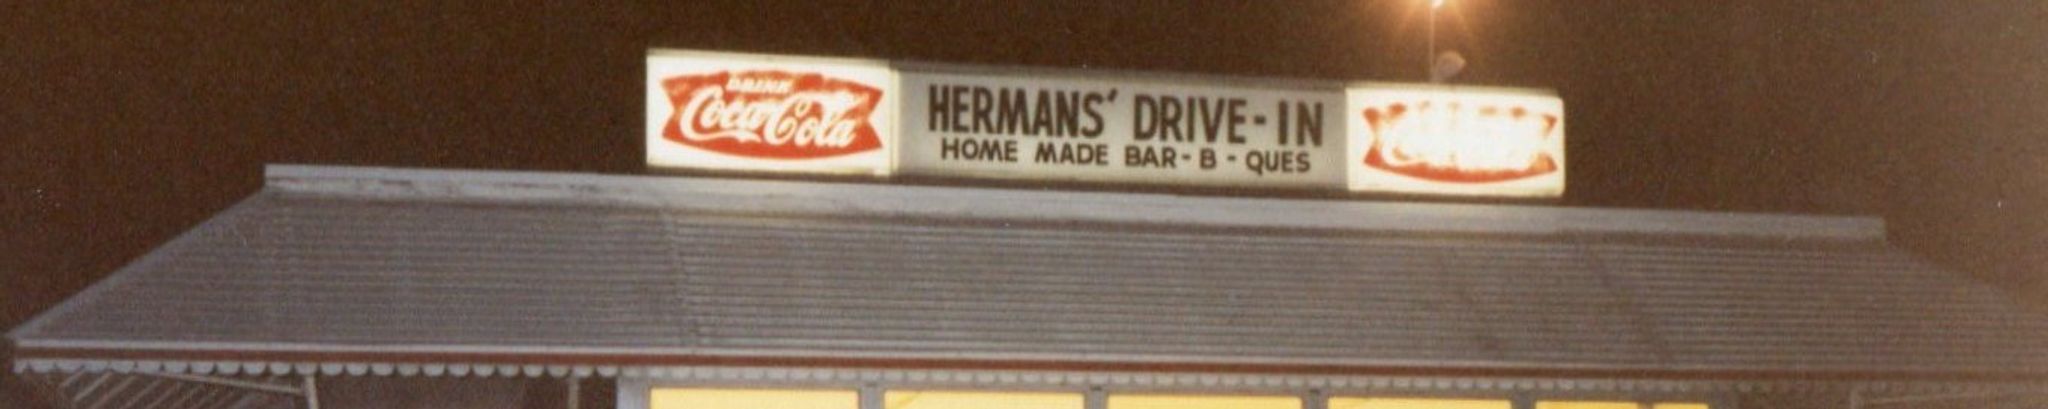 DRINK
Coca-Cola
HERMANS' DRIVE-IN
HOME MADE BAR-B-QUES